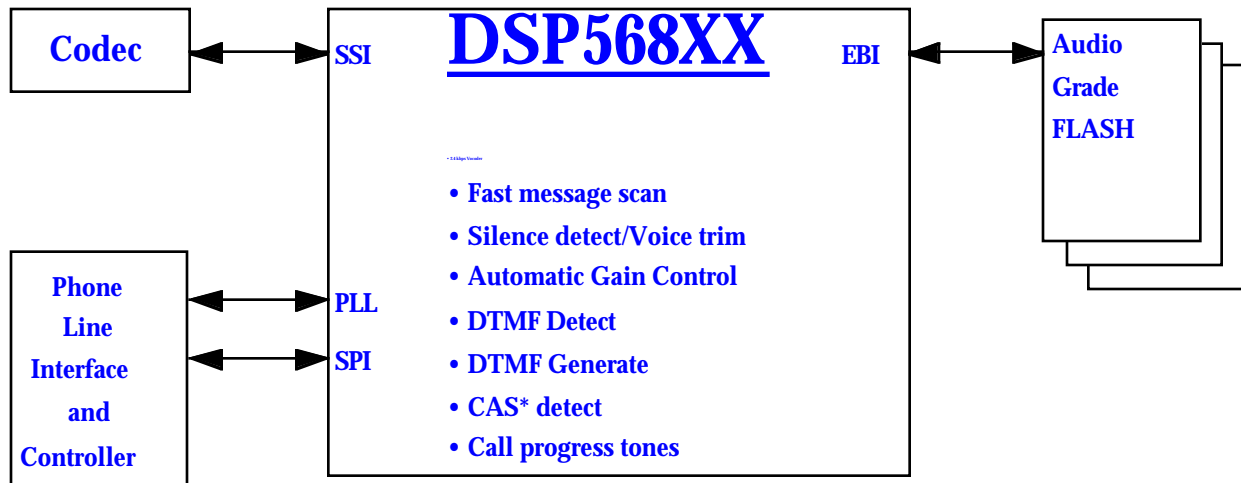 Codec
SSI
DSP568XX
EBI
Audio
Grade
FLASH
• Fast message scan
• Silence detect/Voice trim
• Automatic Gain Control
• DTMF Detect
• DTMF Generate
• CAS* detect
• Call progress tones
Phone
Line
Interface
and
Controller
PLL
SPI